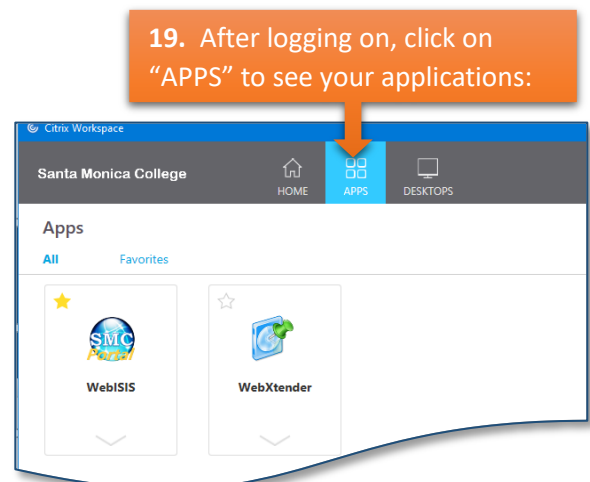 19. After logging on, click on
“APPS” to see your applications:
Citrix Workspace
Santa Monica College
HOME
APPS
DESKTOPS
Apps
All Favorites
SMC
Portal
WebISIS
WebXtender